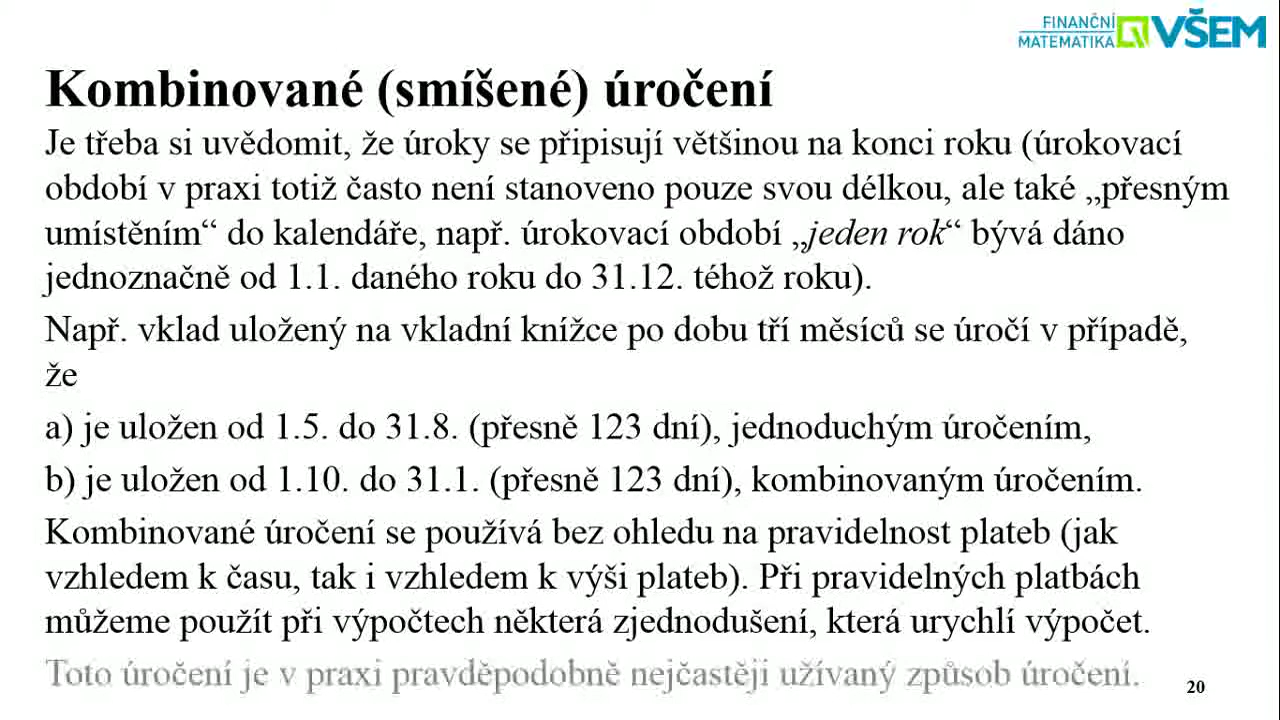 FINANČNÍ
MATEMATIKA VŠEM
Kombinované (smíšené) úročení
Je třeba si uvědomit, že úroky se připisují většinou na konci roku (úrokovací
období v praxi totiž často není stanoveno pouze svou délkou, ale také „přesným
umístěním“ do kalendáře, např. úrokovací období „jeden rok“ bývá dáno
jednoznačně od 1.1. daného roku do 31.12. téhož roku).
Např. vklad uložený na vkladní knížce po dobu tří měsíců se úročí v případě,
že
a) je uložen od 1.5. do 31.8. (přesně 123 dní), jednoduchým úročením,
b) je uložen od 1.10. do 31.1. (přesně 123 dní), kombinovaným úročením.
Kombinované úročení se používá bez ohledu na pravidelnost plateb (jak
vzhledem k času, tak i vzhledem k výši plateb). Při pravidelných platbách
můžeme použít při výpočtech některá zjednodušení, která urychlí výpočet.
Toto úročení je v praxi pravděpodobně nejčastěji užívaný způsob úročení.
20